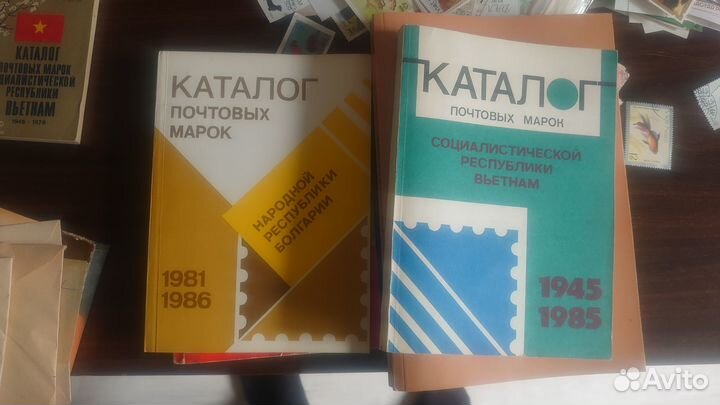 КАТАЛОГ
ПОЧТОВЫХ МАРОК
СОЦИАЛИСТИЧЕСКОЙ
РЕСПУБЛИКИ
ВЬЕТНАМ
КАТАЛОГ
ПОЧТОВЫХ
МАРОК
НАРОДНОЙ
РЕСПУБЛИКИ
БОЛГАРИИ
1981
1986
КАТАЛОГ
ПОЧТОВЫХ МАРОК
СОЦИАЛИСТИЧЕСКОЙ
РЕСПУБЛИКИ
ВЬЕТНАМ
1945
1985
Avito